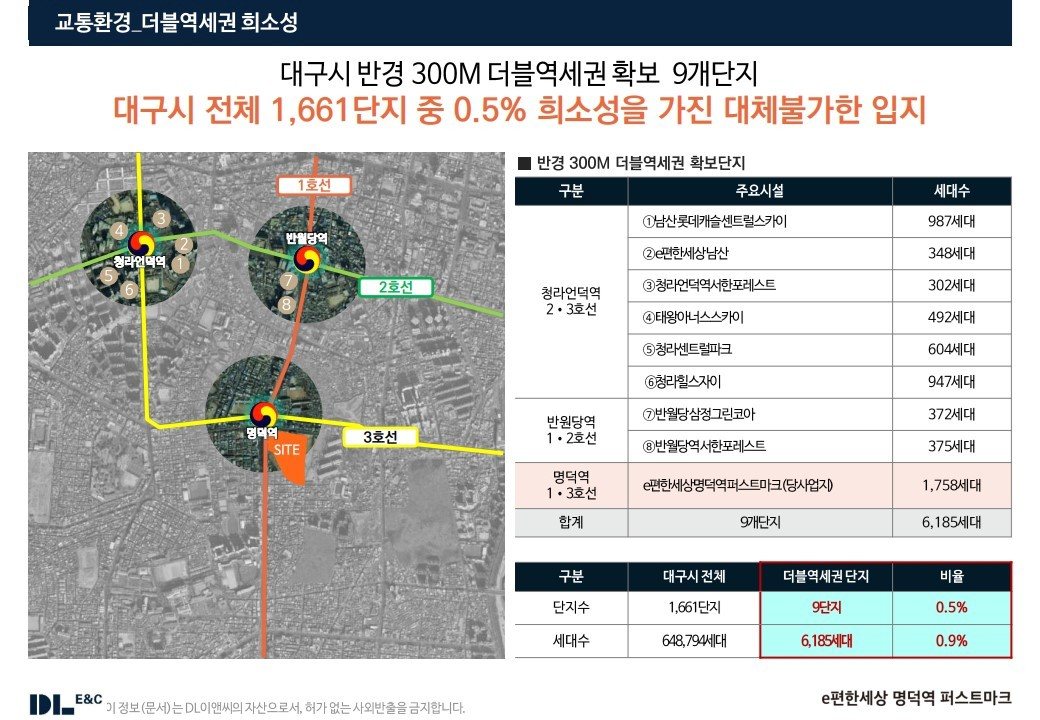 교통환경_더블역세권 희소성
대구시 반경 300M 더블역세권 확보 9개단지
대구시 전체 1,661단지 중 0.5% 희소성을 가진 대체불가한 입지
1호선
3
4
2
청라언덕역
1
5
6
반월당역
7
8
2호선
명덕역
SITE
3호선
■ 반경 300M 더블역세권 확보단지
구분 주요시설 세대수
청라언덕역
2・3호선
①남산롯데캐슬센트럴스카이 987세대
②e편한세상남산 348세대
③청라언덕역서한포레스트 302세대
④태왕아너스스카이 492세대
⑤청라센트럴파크 604세대
⑥청라힐스자이 947세대
반원당역
1・2호선
⑦반월당삼정그린코아 372세대
⑧반월당역서한포레스트 375세대
명덕역
1・3호선
e편한세상명덕역퍼스트마크(당사업지) 1,758세대
합계 9개단지 6,185세대
구분 대구시 전체 더블역세권 단지 비율
단지수 1,661단지 9단지 0.5%
세대수 648,794세대 6,185세대 0.9%
DL E&C 이 정보(문서)는 DL이앤씨의 자산으로서, 허가 없는 사외반출을 금지합니다.
e편한세상 명덕역 퍼스트마크